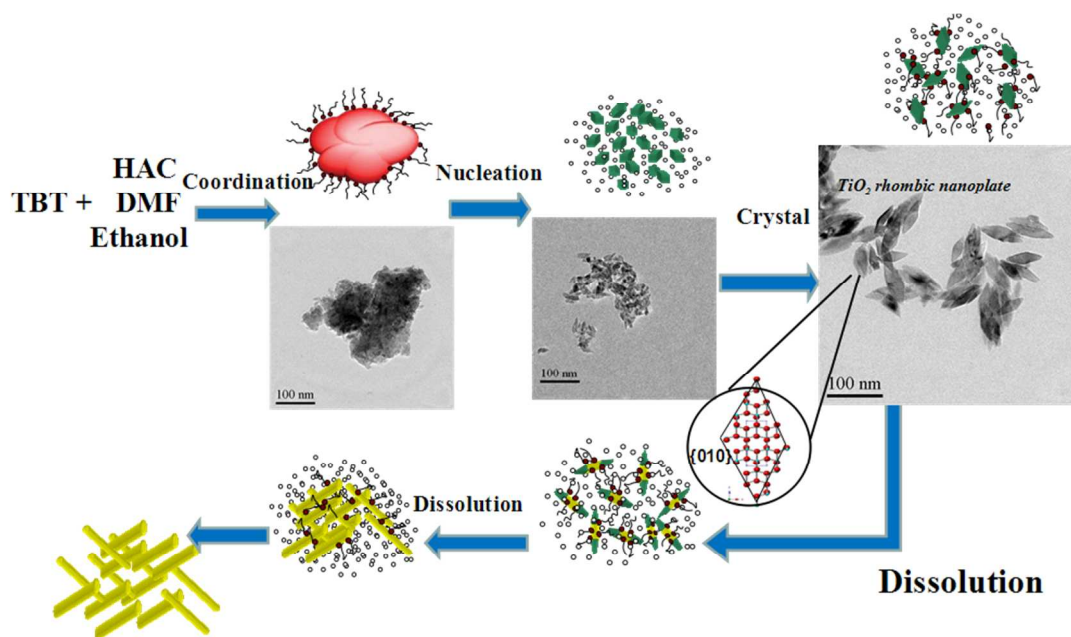 HAC
TBT + DMF
Ethanol
Coordination
Nucleation
Crystal
TiO₂ rhombic nanoplate
100 nm
100 nm
100 nm
{010}
Dissolution
Dissolution